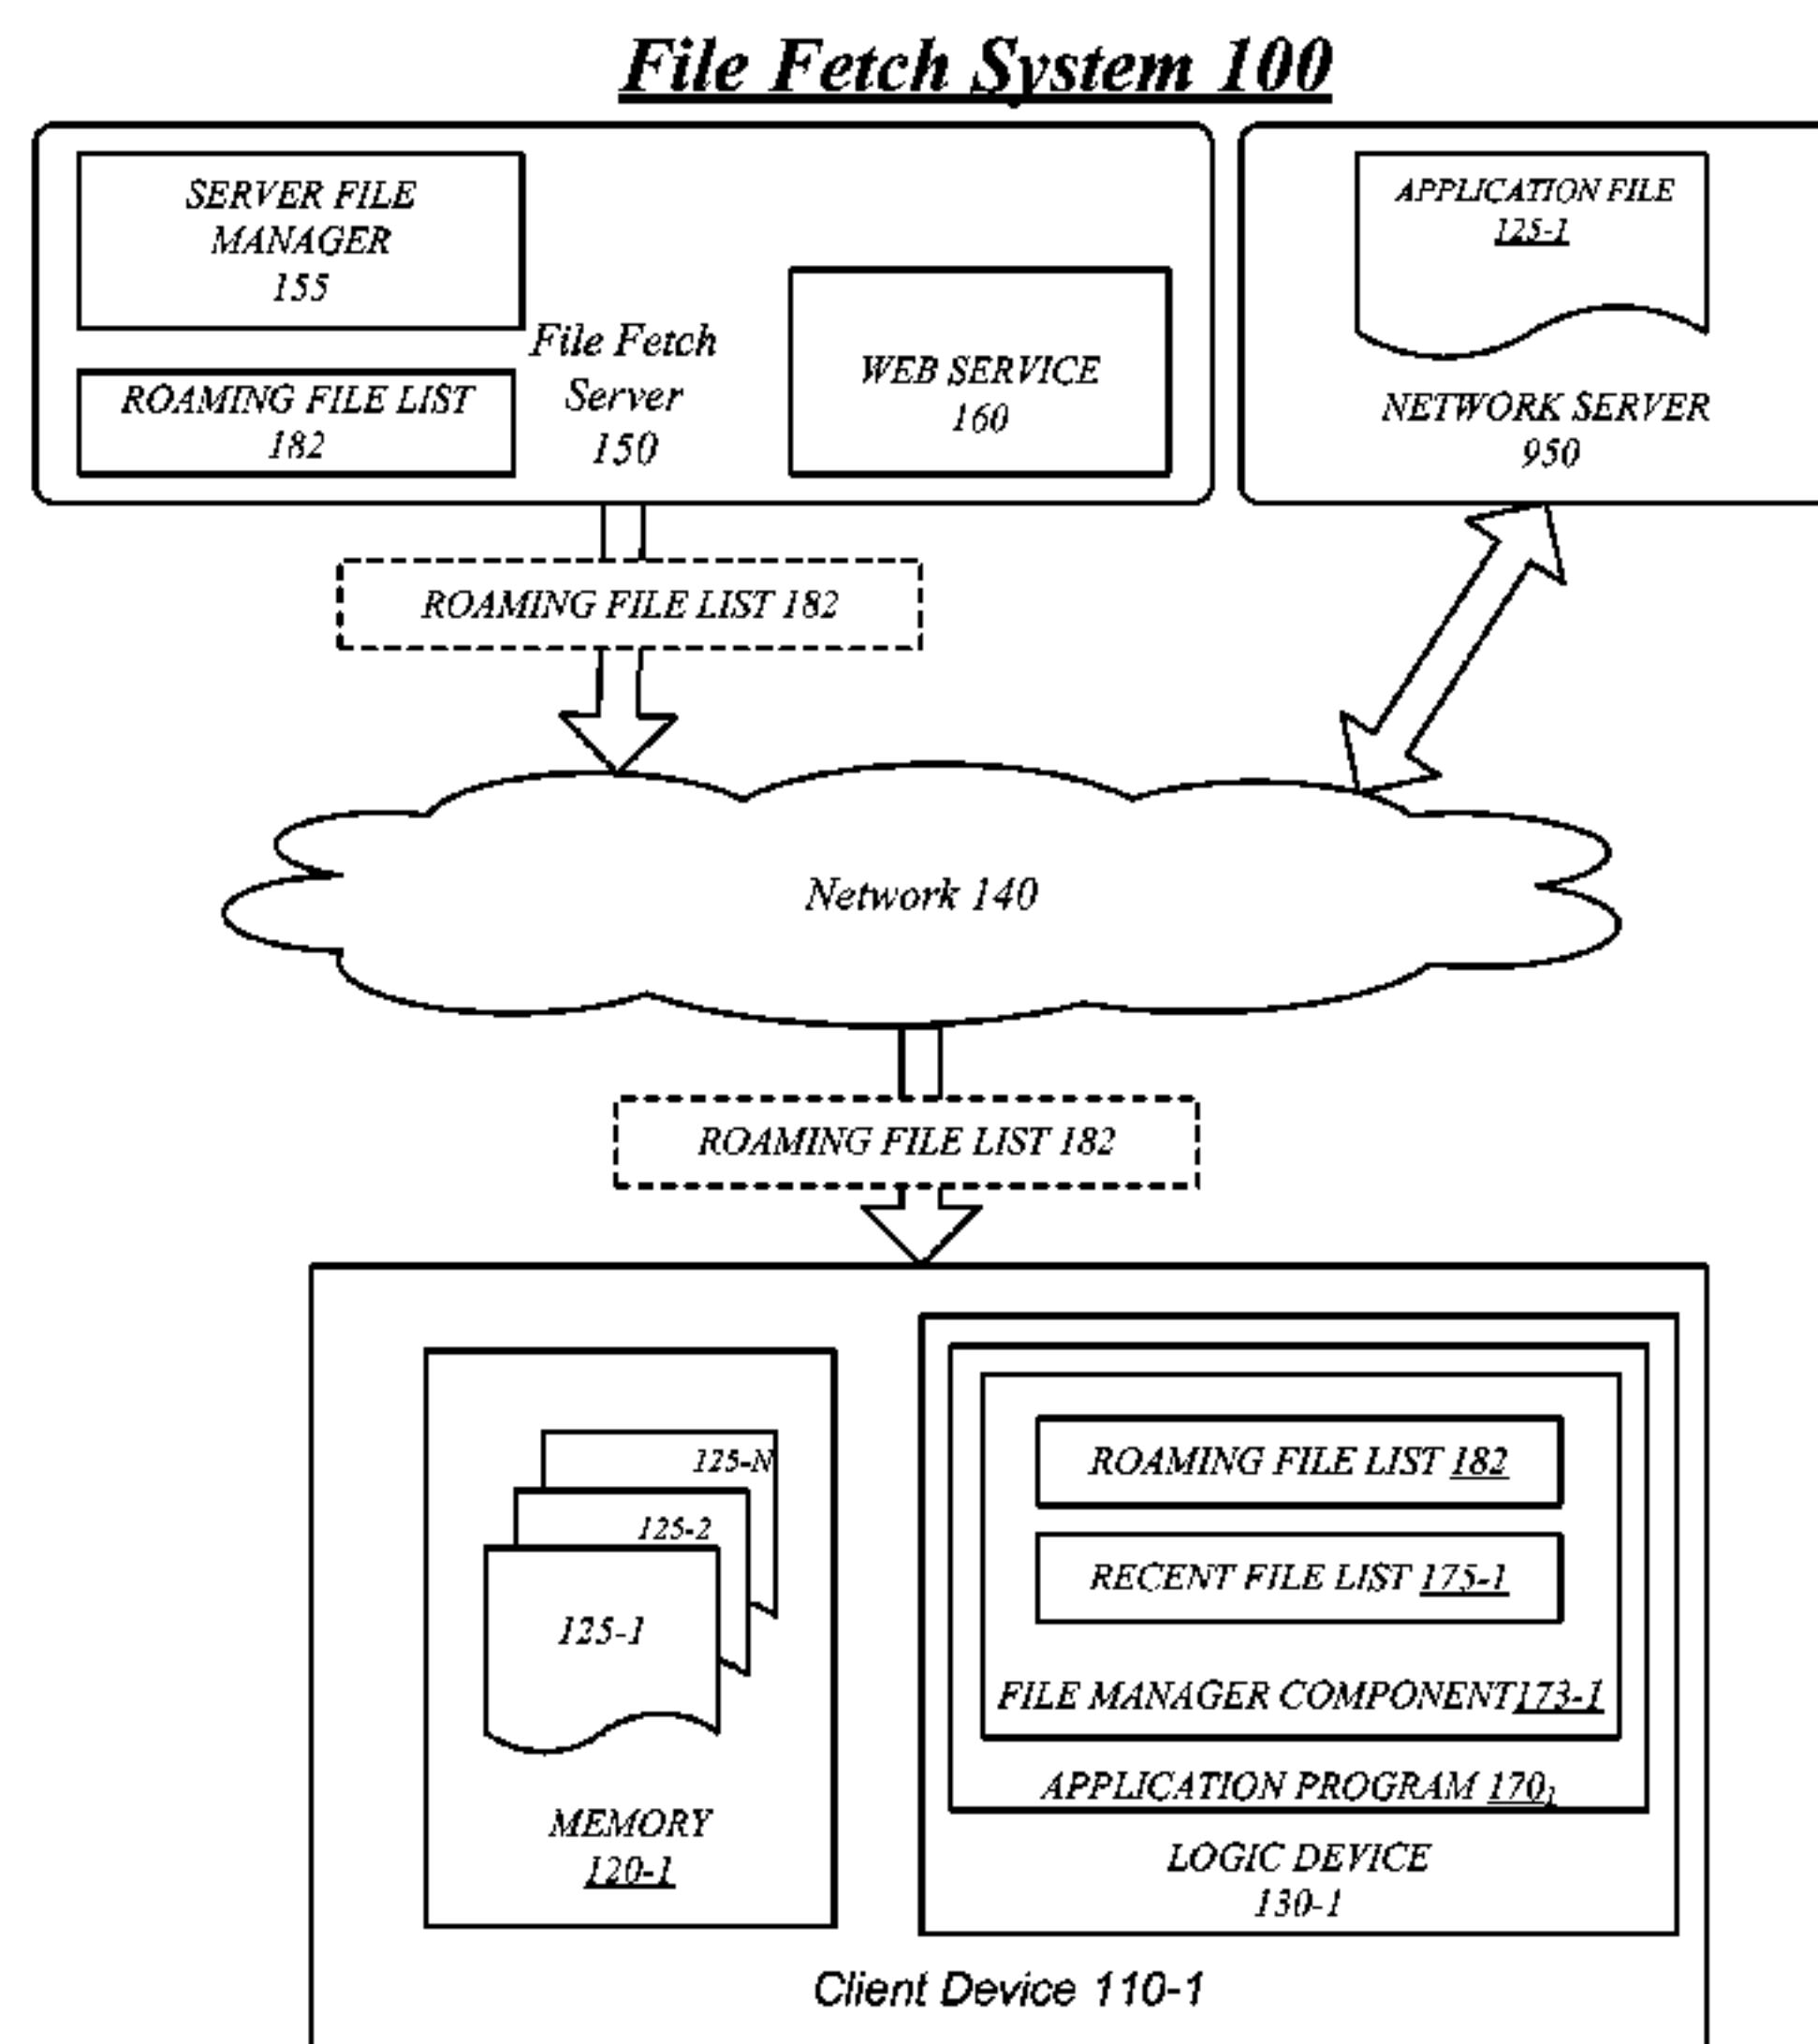 File Fetch System 100
SERVER FILE
MANAGER
155
ROAMING FILE LIST
182
File Fetch
Server
150
WEB SERVICE
160
APPLICATION FILE
125-1
NETWORK SERVER
950
ROAMING FILE LIST 182
Network 140
ROAMING FILE LIST 182
125-N
125-2
125-1
MEMORY
120-1
ROAMING FILE LIST 182
RECENT FILE LIST 175-1
FILE MANAGER COMPONENT173-1
APPLICATION PROGRAM 1701
LOGIC DEVICE
130-1
Client Device 110-1